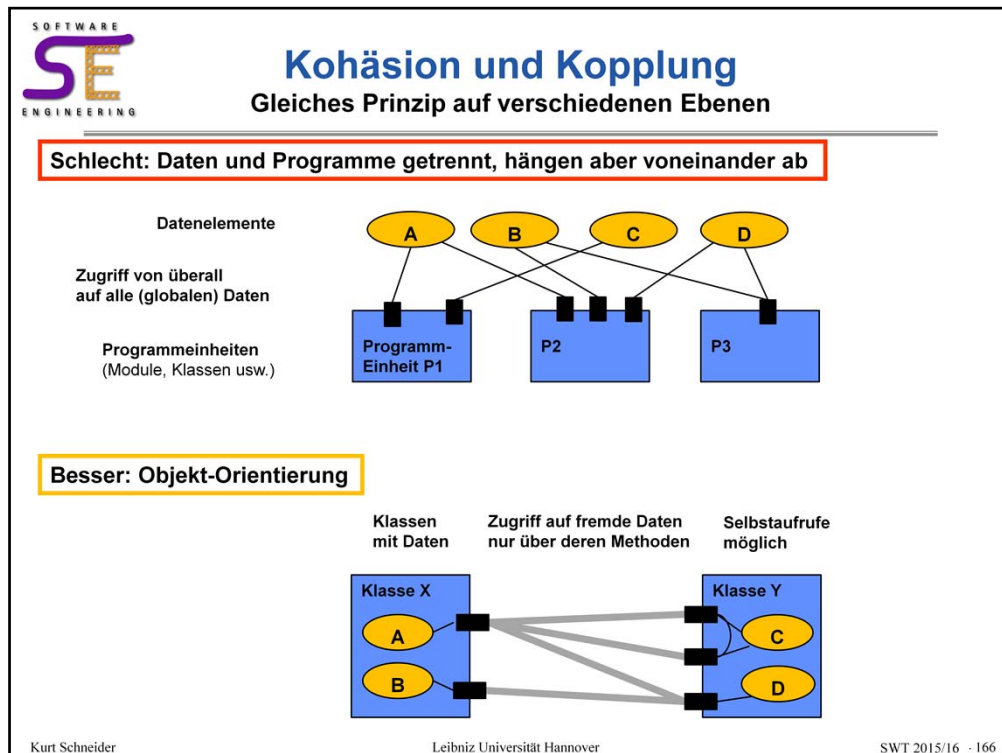 SOFTWARE
SE
ENGINEERING
Kohäsion und Kopplung
Gleiches Prinzip auf verschiedenen Ebenen
Schlecht: Daten und Programme getrennt, hängen aber voneinander ab
Datenelemente
A
B
C
D
Zugriff von überall
auf alle (globalen) Daten
Programmeinheiten
(Module, Klassen usw.)
Programm-
Einheit P1
P2
P3
Besser: Objekt-Orientierung
Klassen
mit Daten
Zugriff auf fremde Daten
nur über deren Methoden
Selbstaufrufe
möglich
Klasse X
A
B
Klasse Y
C
D
Kurt Schneider
Leibniz Universität Hannover
SWT 2015/16 - 166